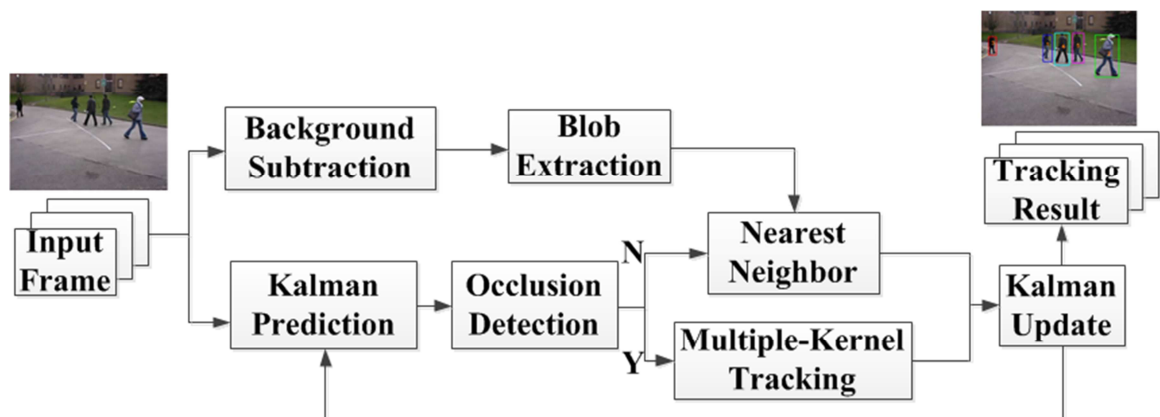 Input
Frame
Background
Subtraction
Blob
Extraction
Kalman
Prediction
Occlusion
Detection
N
Y
Nearest
Neighbor
Multiple-Kernel
Tracking
Kalman
Update
Tracking
Result